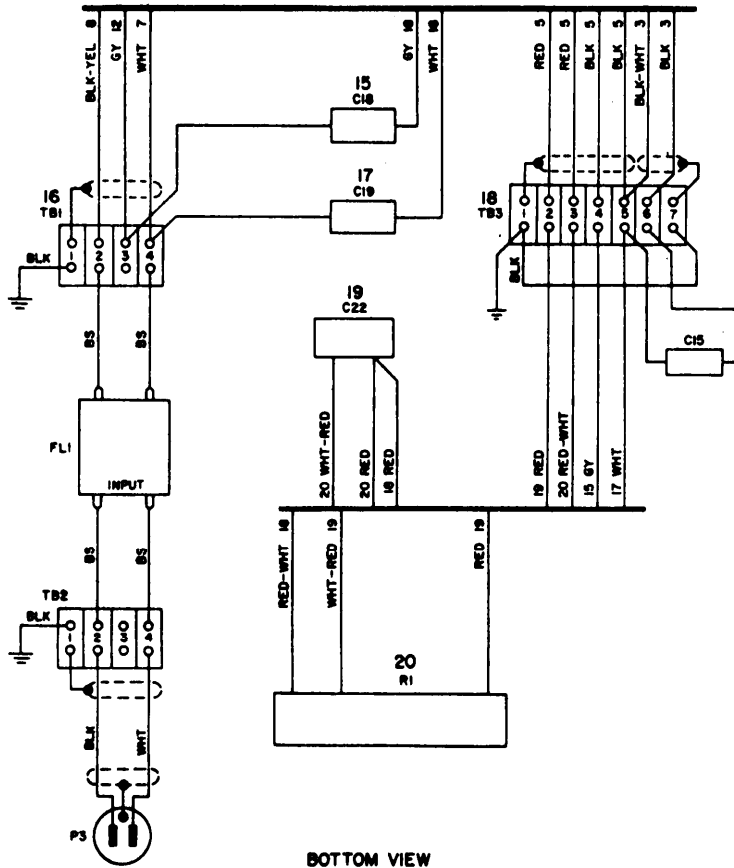 BLK-YEL 8
GY 12
WHT 7
GY 18
WHT 18
RED 5
RED 5
BLK 5
BLK 5
BLK-WHT 3
BLK 3
15
C18
17
C19
16
TB1
1 2 3 4
BLK
18
TB3
1 2 3 4 5 6 7
BLK
19
C22
C15
BS
BS
FL1
INPUT
20 WHT-RED
20 RED
18 RED
19 RED
20 RED-WHT
15 GY
17 WHT
BS
BS
RED-WHT 18
WHT-RED 19
RED 19
TB2
BLK
1 2 3 4
20
R1
BLK
WHT
P3
BOTTOM VIEW